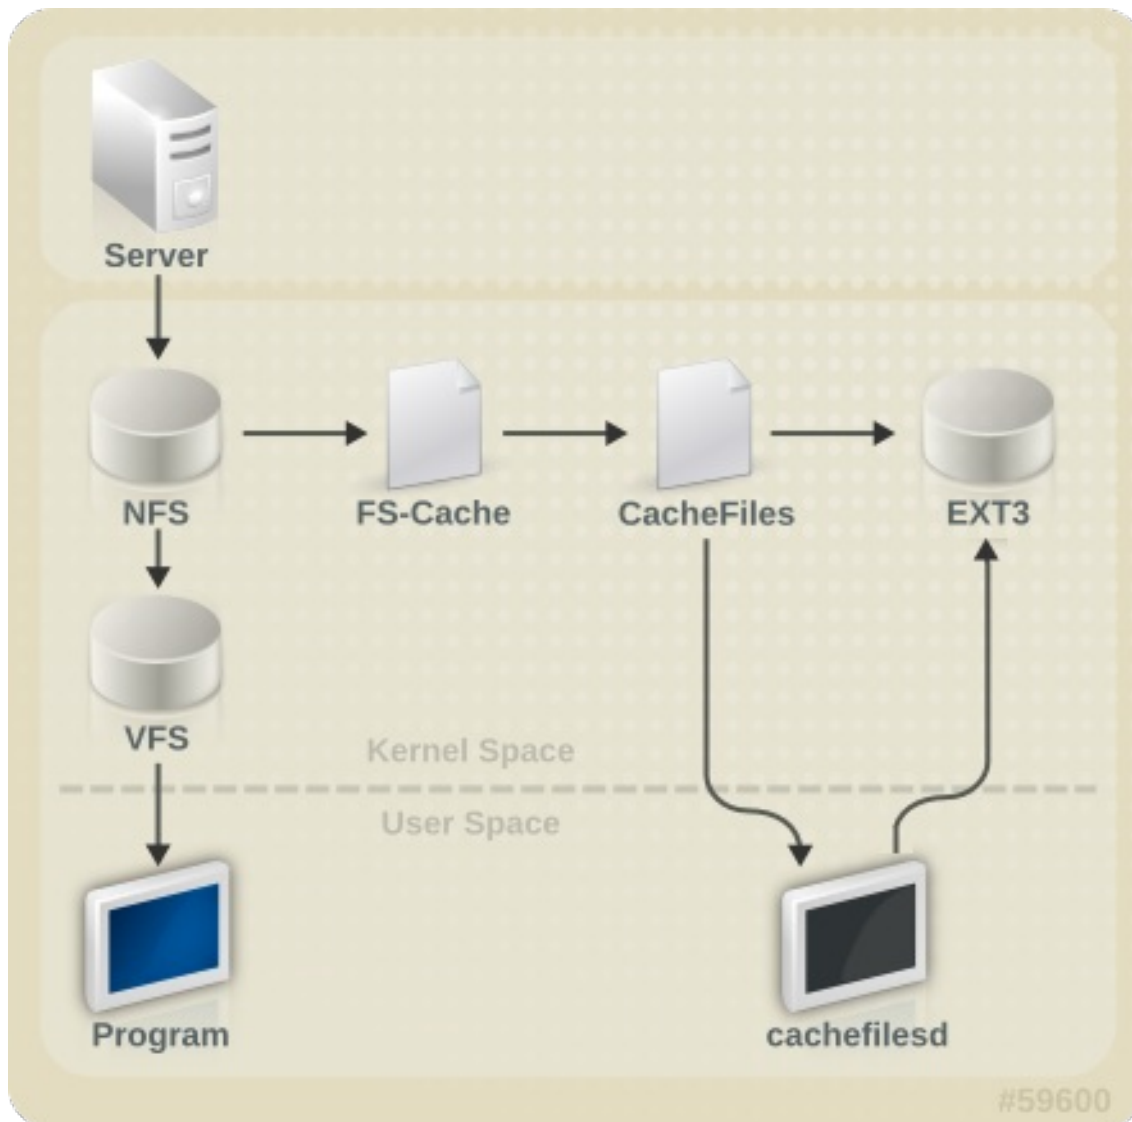 Server
NFS
FS-Cache
CacheFiles
EXT3
VFS
Kernel Space
User Space
Program
cachefilesd
#59600